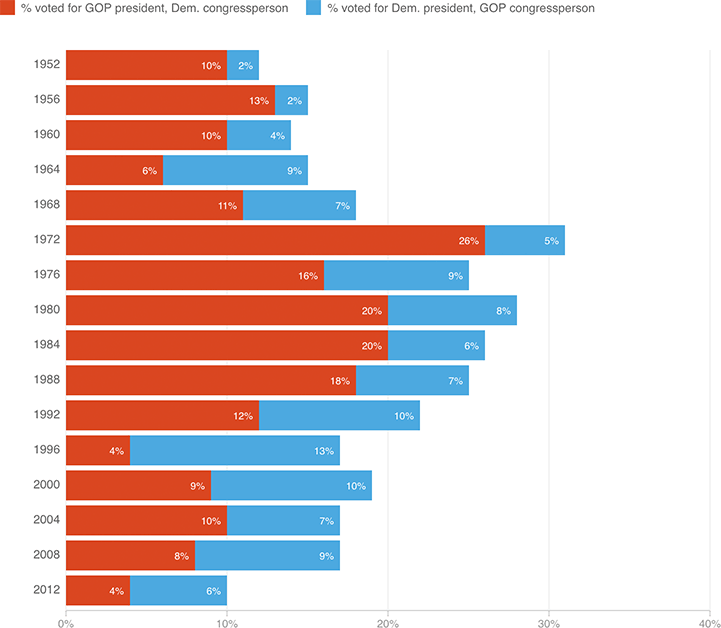 % voted for GOP president, Dem. congressperson % voted for Dem. president, GOP congressperson
1952 10% 2%
1956 13% 2%
1960 10% 4%
1964 6% 9%
1968 11% 7%
1972 26% 5%
1976 16% 9%
1980 20% 8%
1984 20% 6%
1988 18% 7%
1992 12% 10%
1996 4% 13%
2000 9% 10%
2004 10% 7%
2008 8% 9%
2012 4% 6%
0% 10% 20% 30% 40%